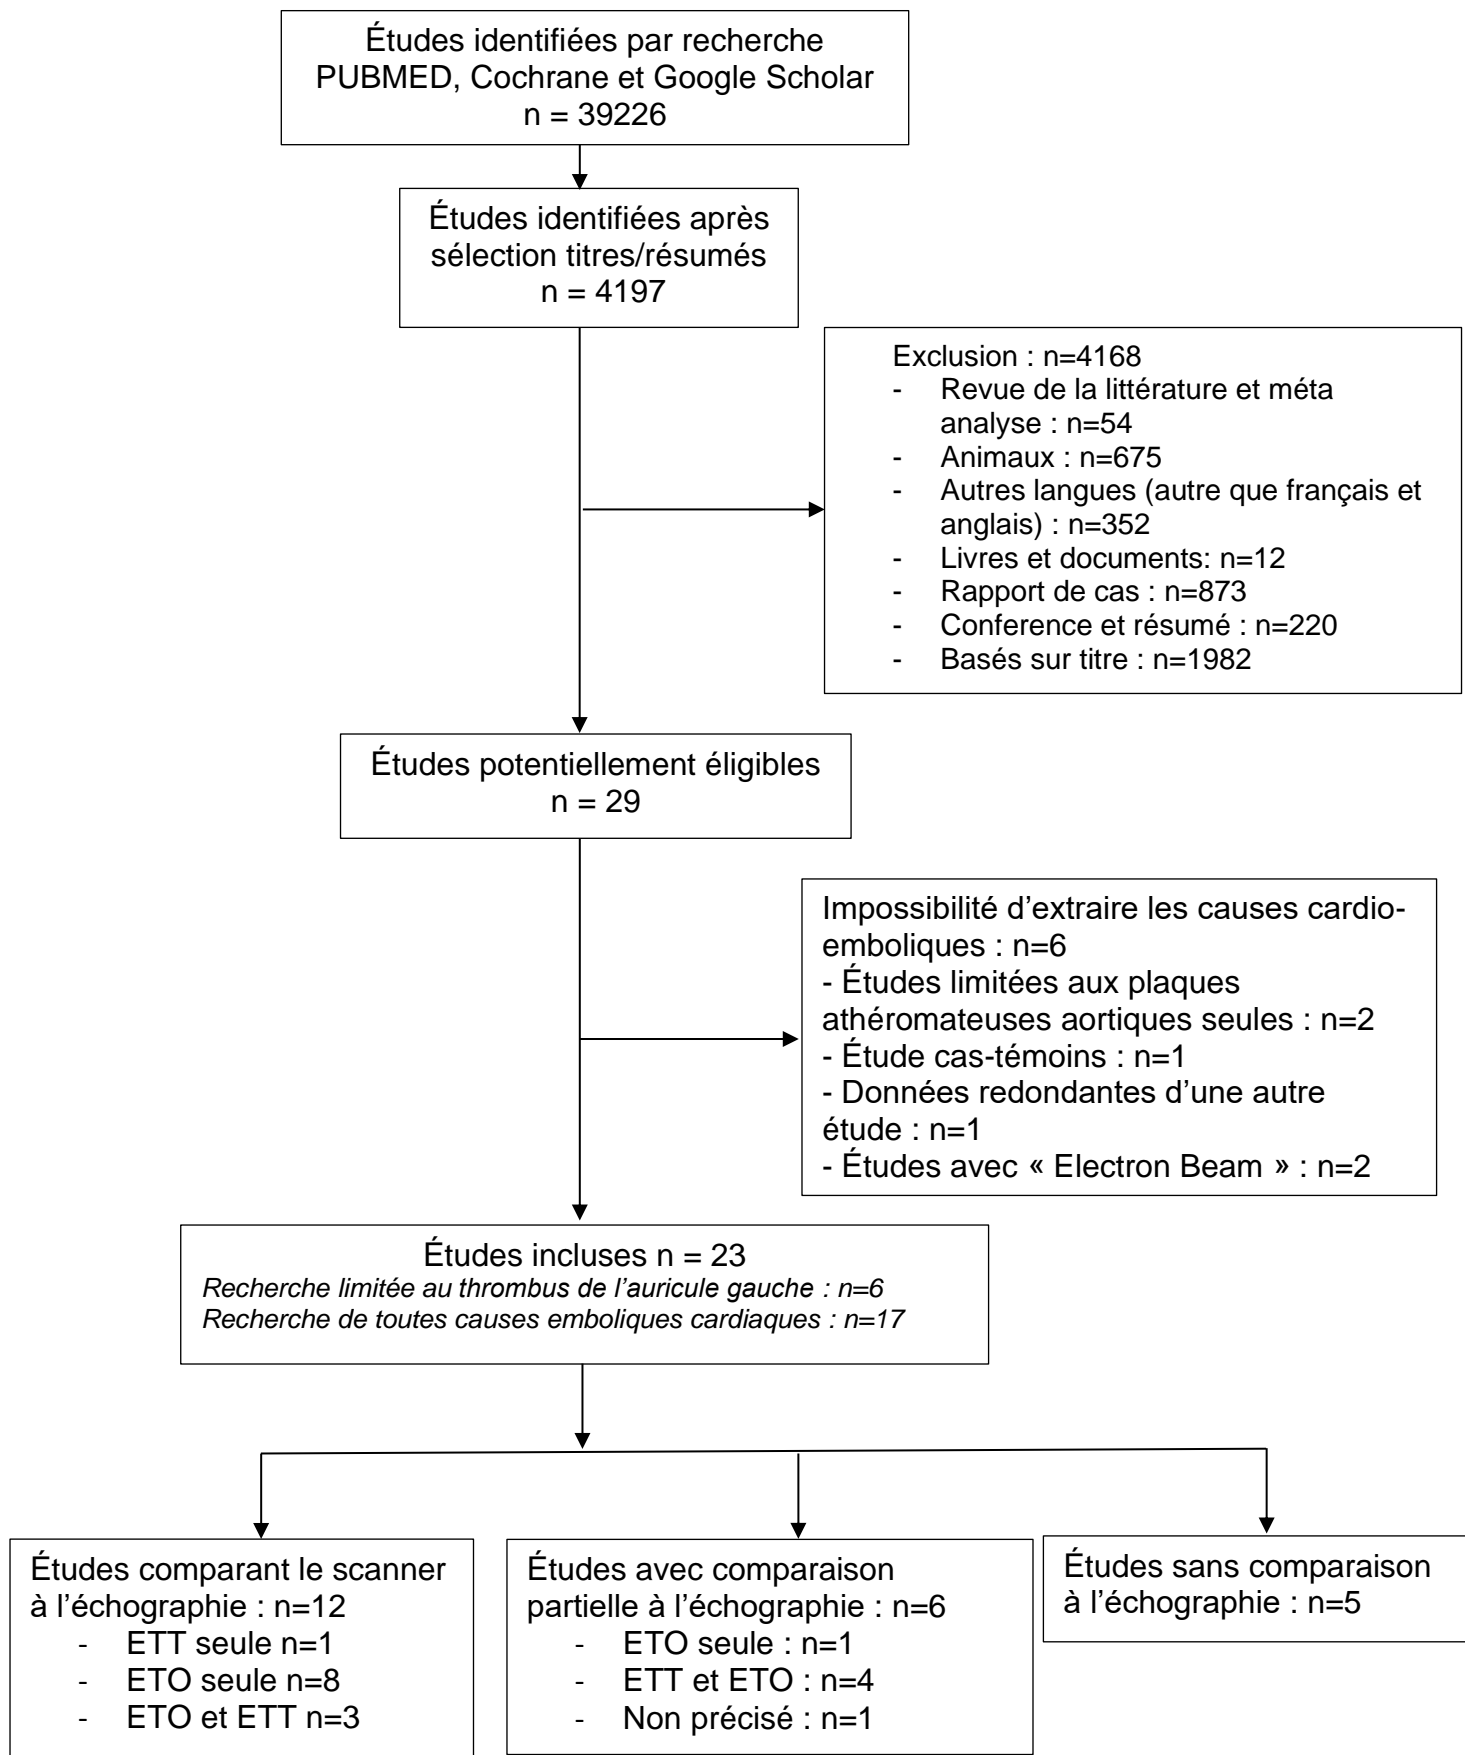 Études identifiées par recherche
PUBMED, Cochrane et Google Scholar
n = 39226
Études identifiées après
sélection titres/résumés
n = 4197
Exclusion : n=4168
- Revue de la littérature et méta
analyse : n=54
- Animaux : n=675
- Autres langues (autre que français et
anglais) : n=352
- Livres et documents: n=12
- Rapport de cas : n=873
- Conference et résumé : n=220
- Basés sur titre : n=1982
Études potentiellement éligibles
n = 29
Impossibilité d’extraire les causes cardio-
emboliques : n=6
- Études limitées aux plaques
athéromateuses aortiques seules : n=2
- Étude cas-témoins : n=1
- Données redondantes d’une autre
étude : n=1
- Études avec « Electron Beam » : n=2
Études incluses n = 23
Recherche limitée au thrombus de l’auricule gauche : n=6
Recherche de toutes causes emboliques cardiaques : n=17
Études comparant le scanner
à l’échographie : n=12
- ETT seule n=1
- ETO seule n=8
- ETO et ETT n=3
Études avec comparaison
partielle à l’échographie : n=6
- ETO seule : n=1
- ETT et ETO : n=4
- Non précisé : n=1
Études sans comparaison
à l’échographie : n=5